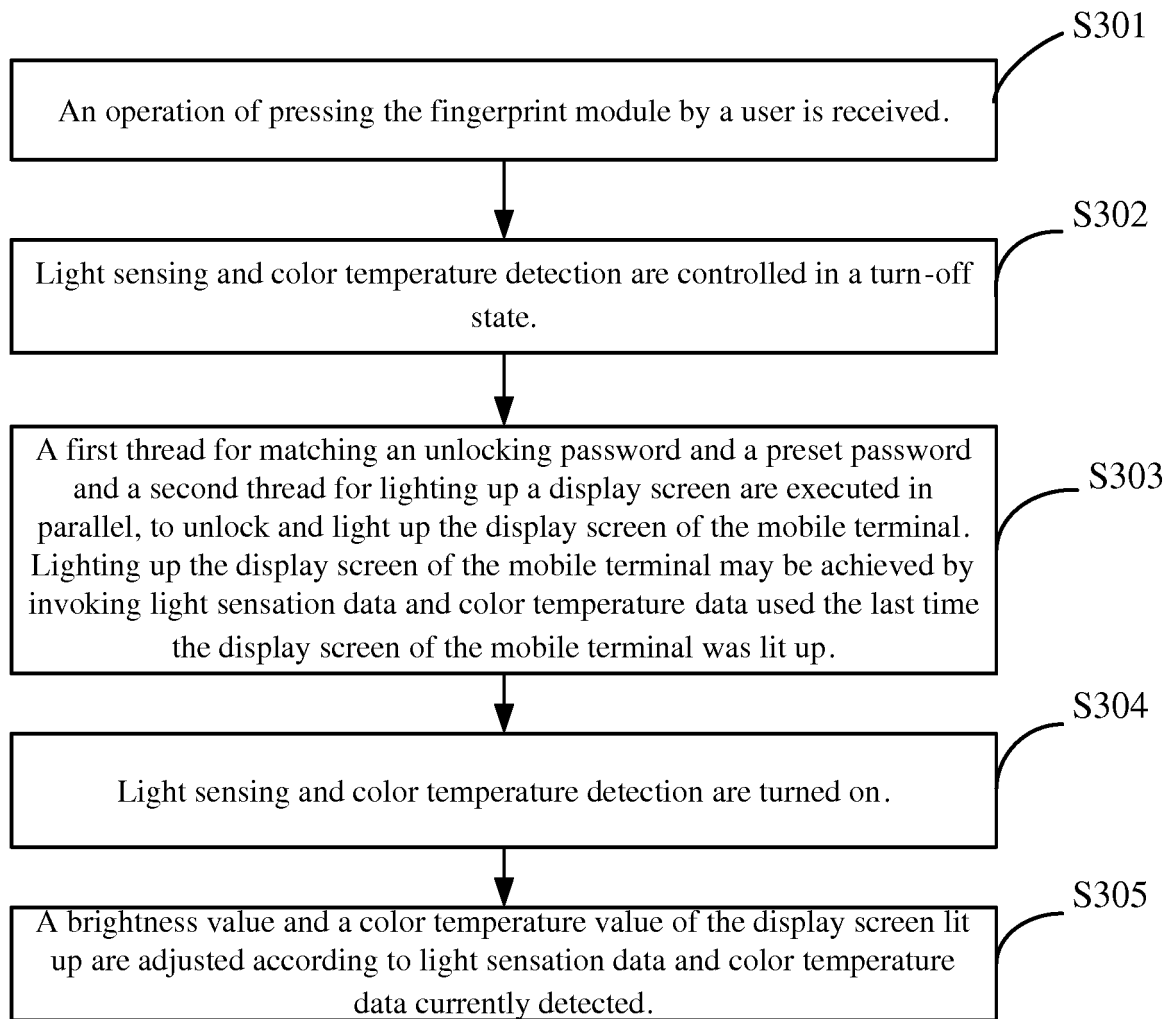 S301
An operation of pressing the fingerprint module by a user is received.
S302
Light sensing and color temperature detection are controlled in a turn-off
state.
S303
A first thread for matching an unlocking password and a preset password
and a second thread for lighting up a display screen are executed in
parallel, to unlock and light up the display screen of the mobile terminal.
Lighting up the display screen of the mobile terminal may be achieved by
invoking light sensation data and color temperature data used the last time
the display screen of the mobile terminal was lit up.
S304
Light sensing and color temperature detection are turned on.
S305
A brightness value and a color temperature value of the display screen lit
up are adjusted according to light sensation data and color temperature
data currently detected.